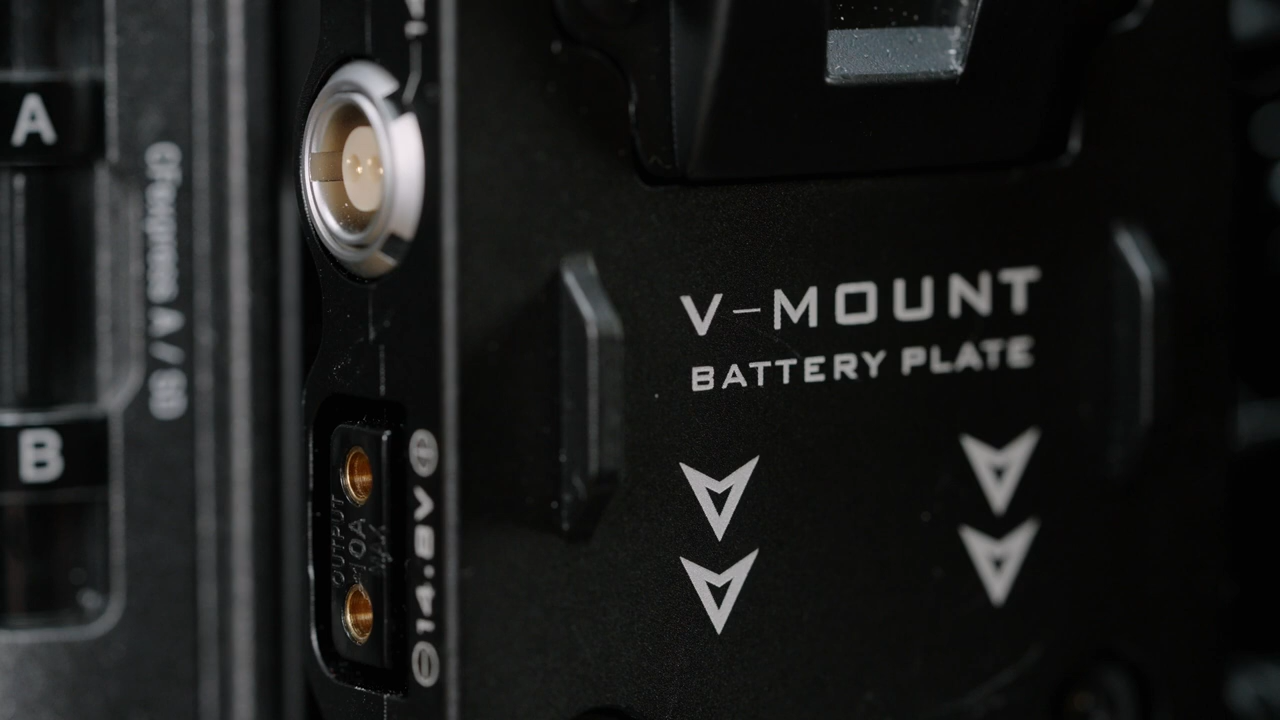 A
CFexpress A / SD
B
OUTPUT
10A
MAX
14.8V
V-MOUNT
BATTERY PLATE